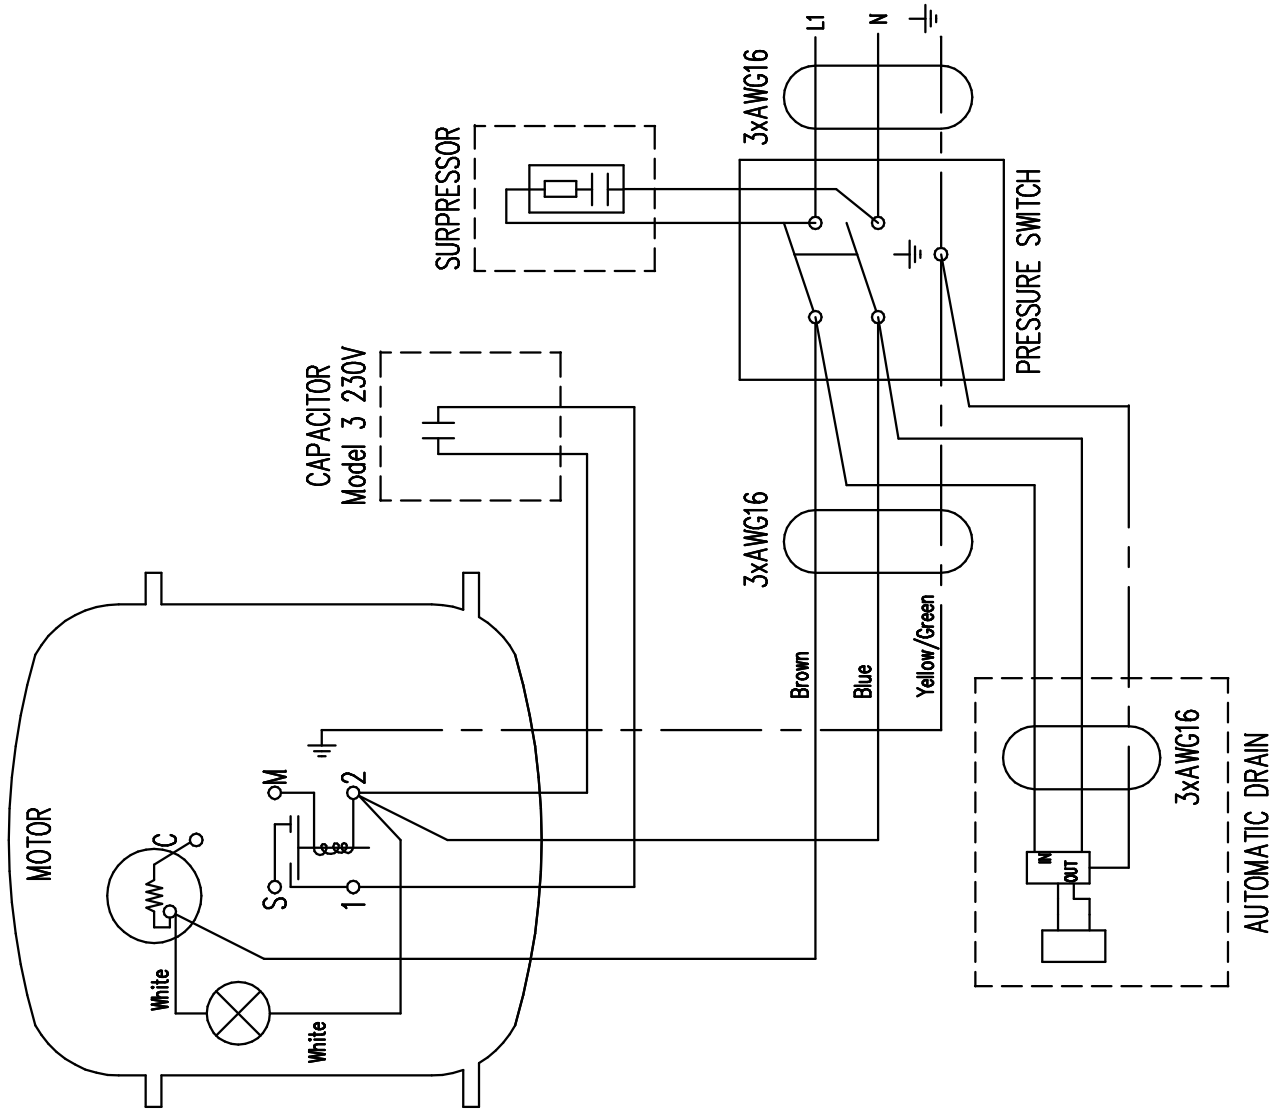 MOTOR
C
White
White
S
M
1
2
CAPACITOR
Model 3 230V
SURPRESSOR
3xAWG16
L1
N
PRESSURE SWITCH
3xAWG16
Brown
Blue
Yellow/Green
3xAWG16
IN
OUT
AUTOMATIC DRAIN